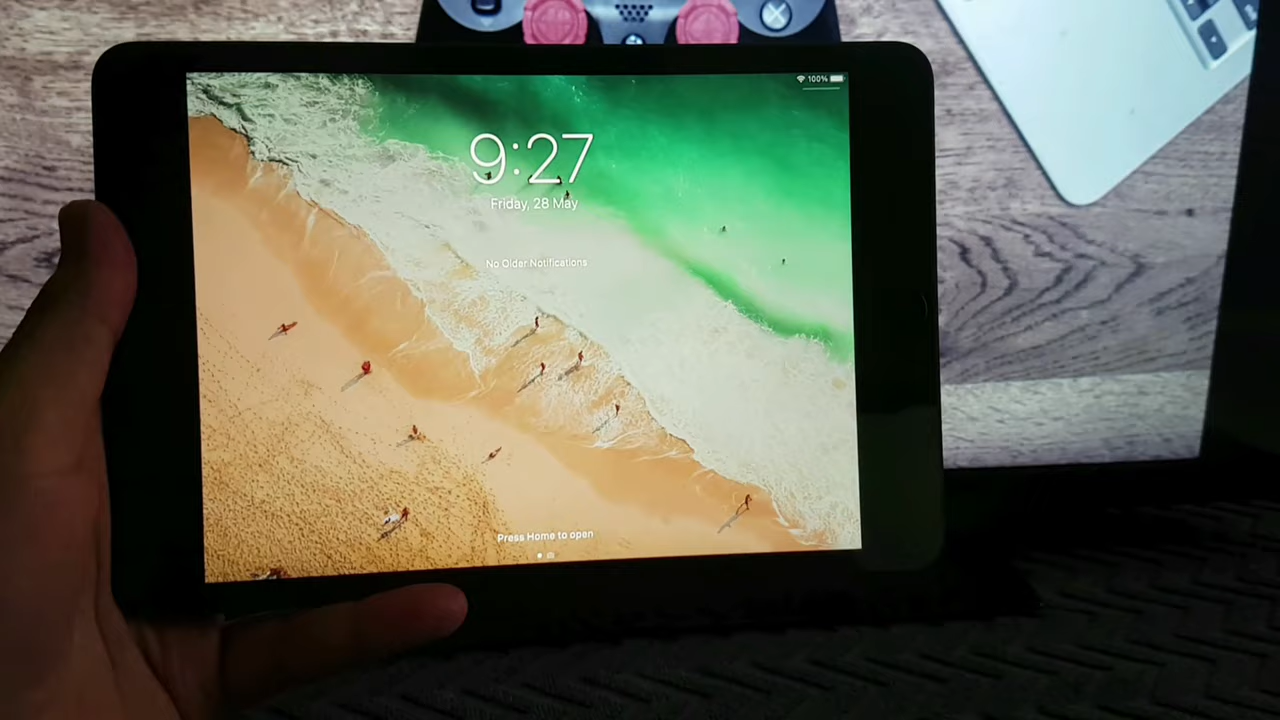 100%
9:27
Friday, 28 May
No Older Notifications
Press Home to open